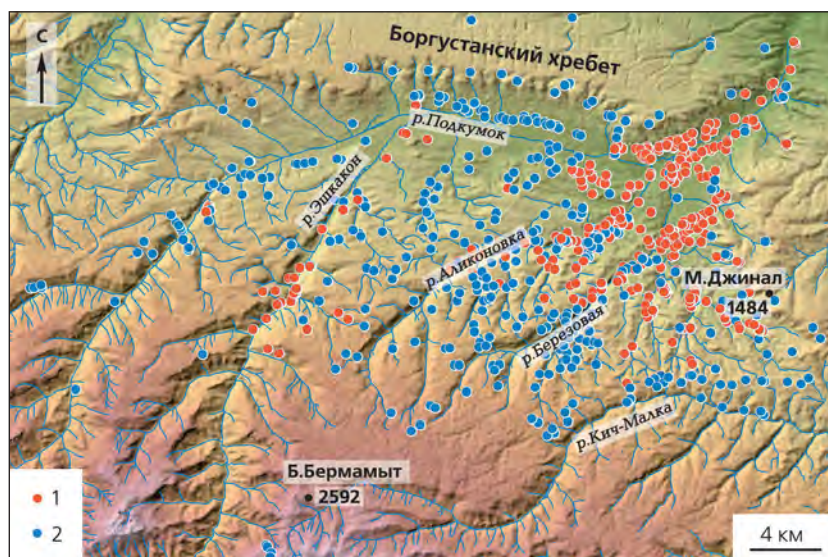 С
Боргустанский хребет
р.Подкумок
р.Эшкакон
р.Аликоновка
М.Джинал
1484
р.Березовая
р.Кич-Малка
Б.Бермамыт
2592
1
2
4 км